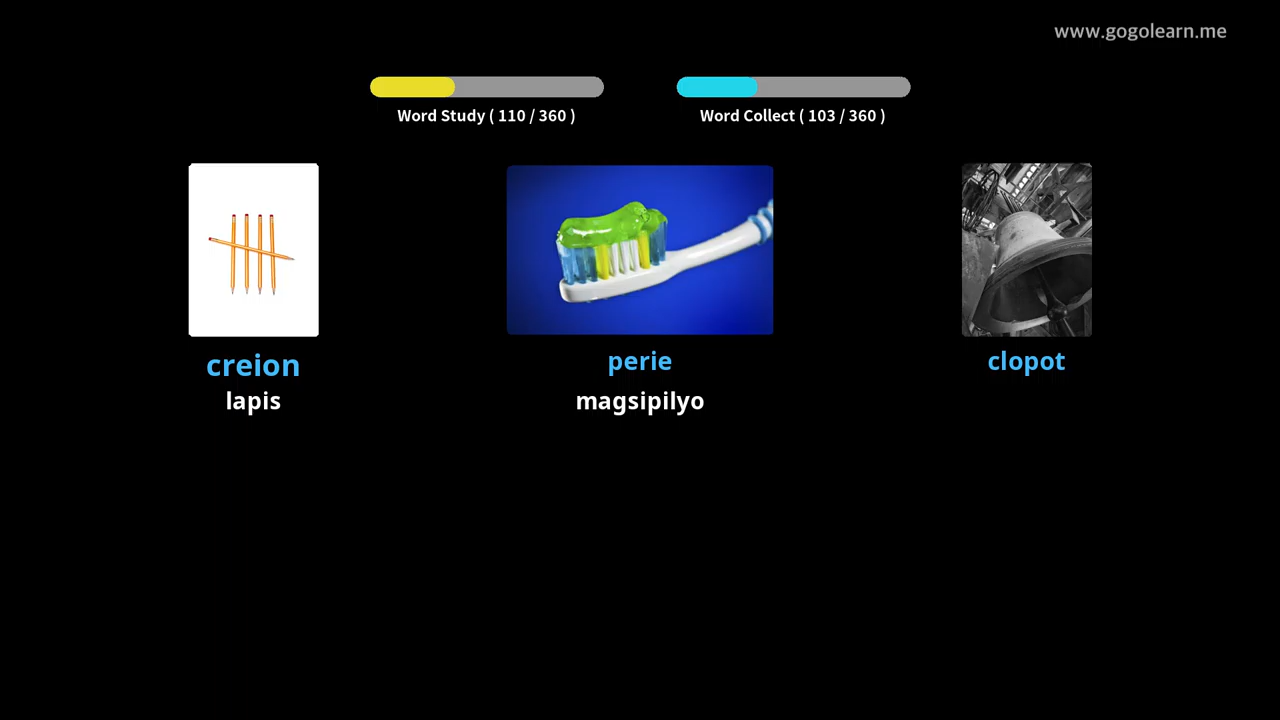 www.gogolearn.me
Word Study ( 110 / 360 )
Word Collect ( 103 / 360 )
creion
perie
clopot
lapis
magsipilyo